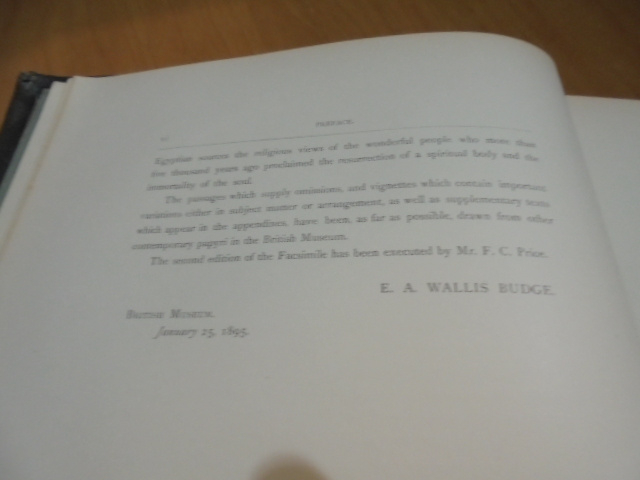 PREFACE.
vi
Egyptian sources the religious views of the wonderful people who more than
five thousand years ago proclaimed the resurrection of a spiritual body and the
immortality of the soul.
The passages which supply omissions, and vignettes which contain important
variations either in subject matter or arrangement, as well as supplementary texts
which appear in the appendixes, have been, as far as possible, drawn from other
contemporary papyri in the British Museum.
The second edition of the Facsimile has been executed by Mr. F. C. Price.
E. A. WALLIS BUDGE.
British Museum.
January 25, 1895.